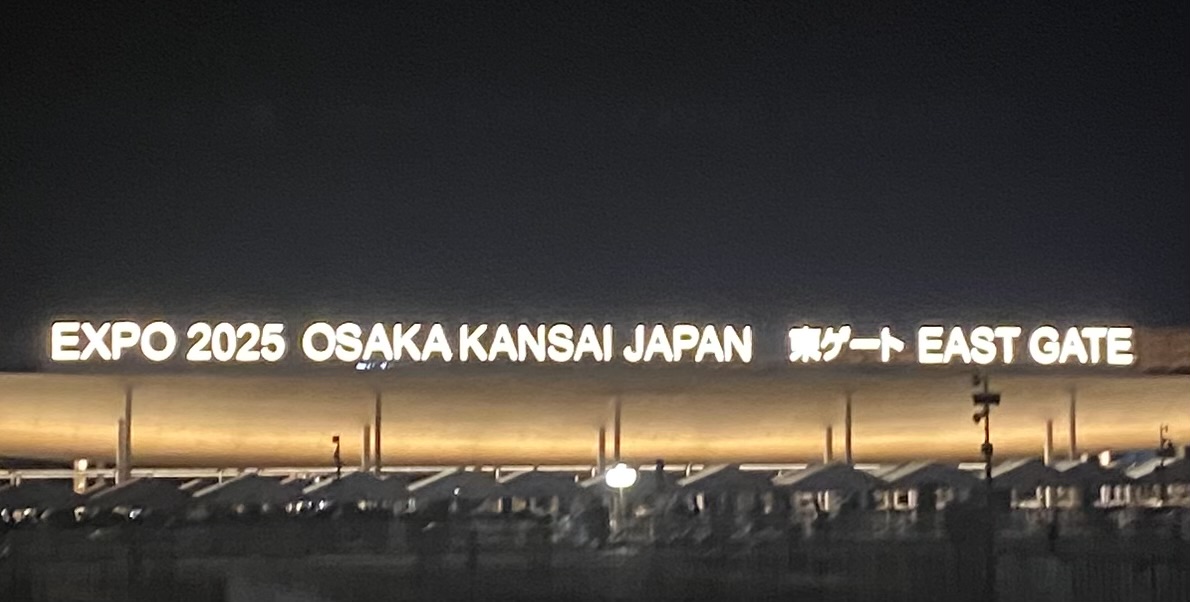 EXPO 2025 OSAKA KANSAI JAPAN 東ゲート EAST GATE